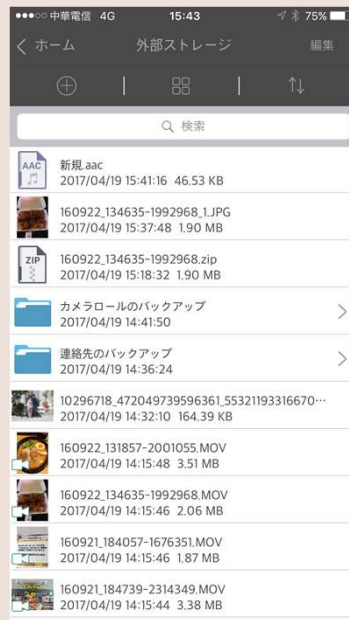 中華電信 4G 15:43 75%
ホーム 外部ストレージ 編集
検索
AAC
新規.aac
2017/04/19 15:41:16 46.53 KB
160922_134635-1992968_1.JPG
2017/04/19 15:37:48 1.90 MB
ZIP
160922_134635-1992968.zip
2017/04/19 15:18:32 1.90 MB
カメラロールのバックアップ
2017/04/19 14:41:50
連絡先のバックアップ
2017/04/19 14:36:24
10296718_472049739596361_55321193316670…
2017/04/19 14:32:10 164.39 KB
160922_131857-2001055.MOV
2017/04/19 14:15:48 3.51 MB
160922_134635-1992968.MOV
2017/04/19 14:15:46 2.06 MB
160921_184057-1676351.MOV
2017/04/19 14:15:46 1.87 MB
160921_184739-2314349.MOV
2017/04/19 14:15:44 3.38 MB